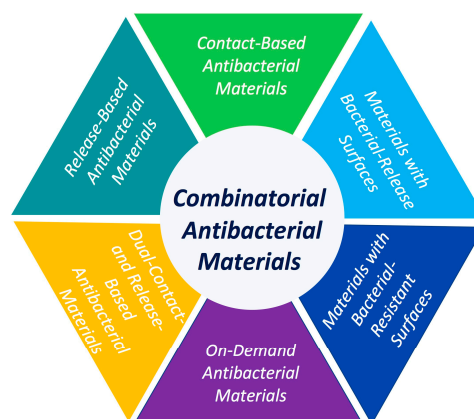 Contact-Based
Antibacterial
Materials
Materials with
Bacterial-Release
Surfaces
Materials with
Bacterial-
Resistant
Surfaces
On-Demand
Antibacterial
Materials
Dual-Contact-
and Release-
Based
Antibacterial
Materials
Release-Based
Antibacterial
Materials
Combinatorial
Antibacterial
Materials